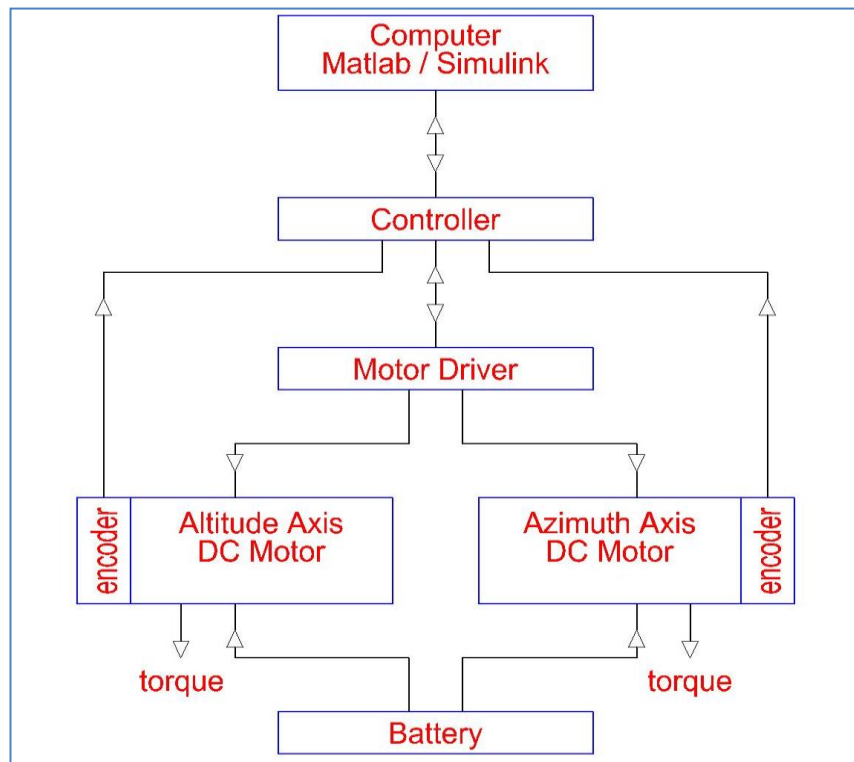 Computer
Matlab / Simulink
Controller
Motor Driver
encoder
Altitude Axis
DC Motor
Azimuth Axis
DC Motor
encoder
torque
torque
Battery